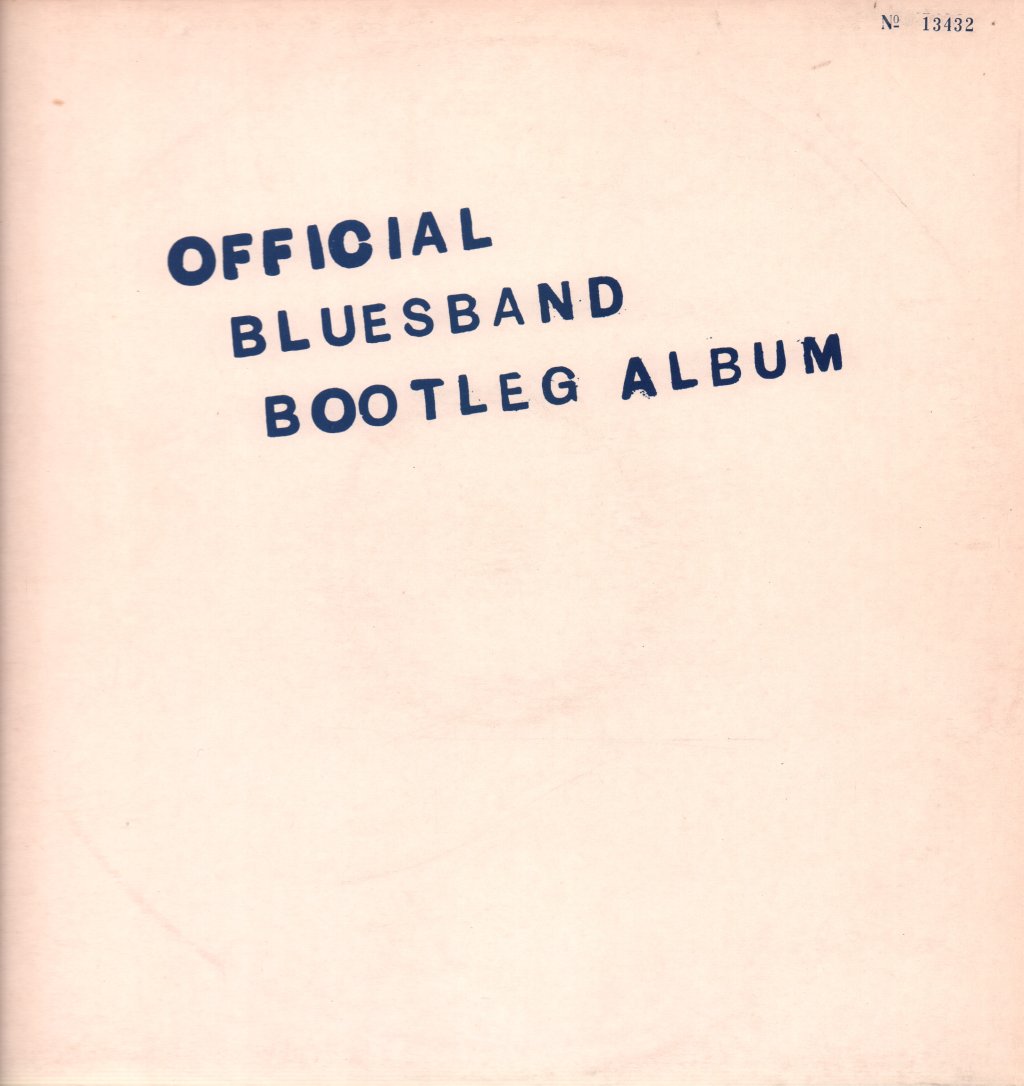 Nº 13432
OFFICIAL
BLUESBAND
BOOTLEG ALBUM